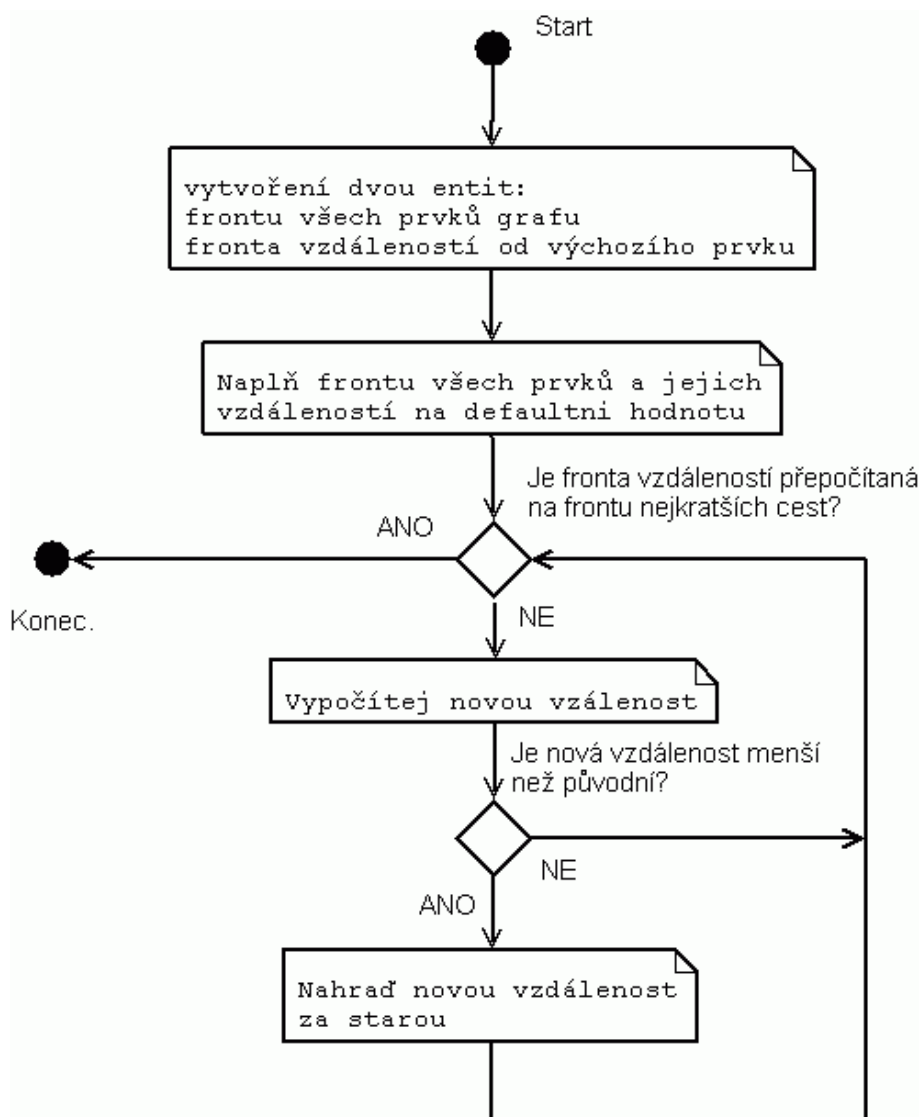 Start
vytvoření dvou entit:
frontu všech prvků grafu
fronta vzdáleností od výchozího prvku
Naplň frontu všech prvků a jejich
vzdáleností na defaultni hodnotu
Je fronta vzdáleností přepočítaná
na frontu nejkratších cest?
ANO
Konec.
NE
Vypočítej novou vzálenost
Je nová vzdálenost menší
než původní?
NE
ANO
Nahraď novou vzdálenost
za starou